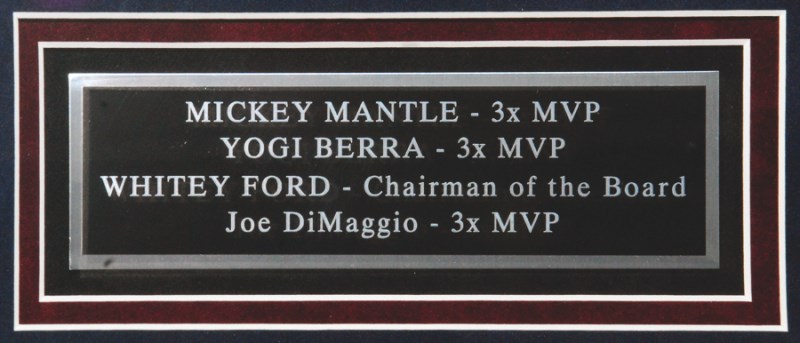 MICKEY MANTLE - 3x MVP
YOGI BERRA - 3x MVP
WHITEY FORD - Chairman of the Board
Joe DiMaggio - 3x MVP